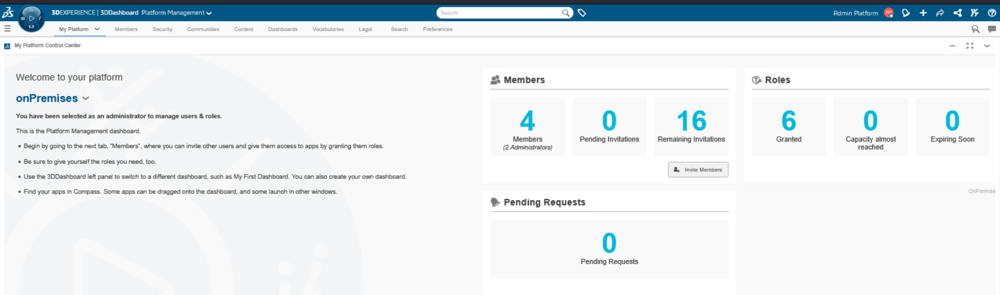 3DEXPERIENCE | 3DDashboard Platform Management
Search
Admin Platform
AP
3D
V.R
My Platform
Members
Security
Communities
Content
Dashboards
Vocabularies
Legal
Search
Preferences
My Platform Control Center
Welcome to your platform
onPremises
You have been selected as an administrator to manage users & roles.
This is the Platform Management dashboard.
• Begin by going to the next tab, "Members", where you can invite other users and give them access to apps by granting them roles.
• Be sure to give yourself the roles you need, too.
• Use the 3DDashboard left panel to switch to a different dashboard, such as My First Dashboard. You can also create your own dashboard.
• Find your apps in Compass. Some apps can be dragged onto the dashboard, and some launch in other windows.
Members
4
Members
(2 Administrators)
0
Pending Invitations
16
Remaining Invitations
Invite Members
Roles
6
Granted
0
Capacity almost
reached
0
Expiring Soon
OnPremise
Pending Requests
0
Pending Requests